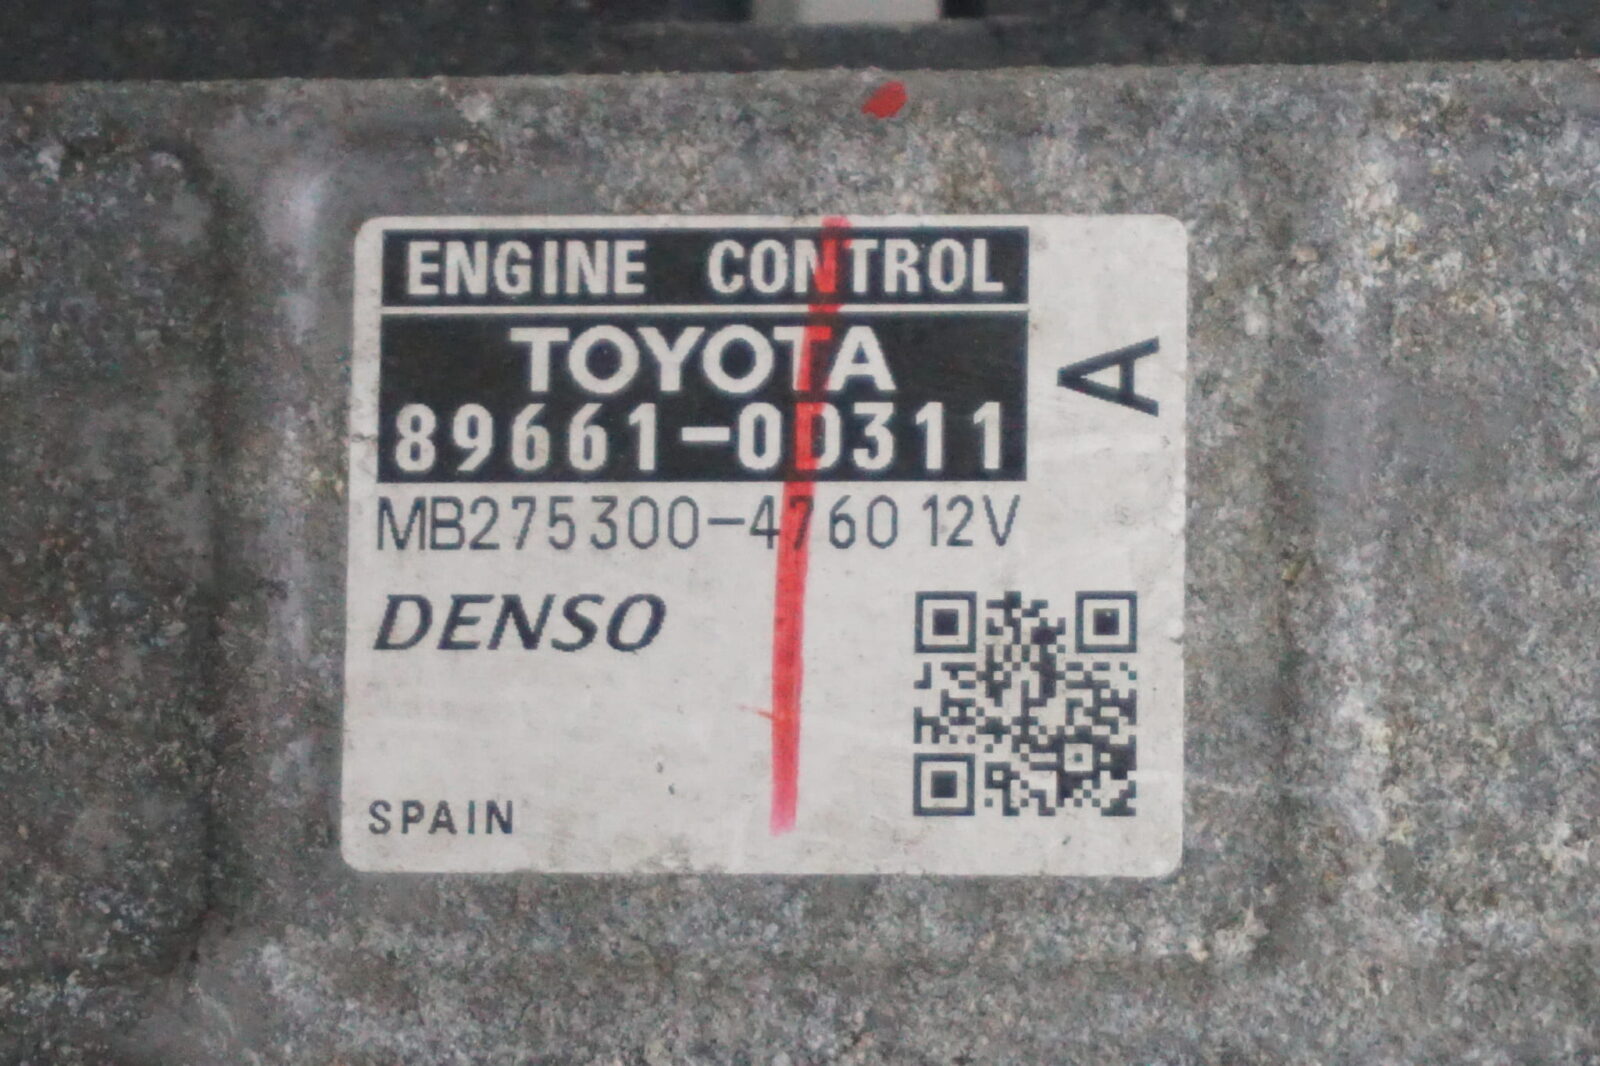 ENGINE CONTROL
TOYOTA
89661-0D311
A
MB275300-4760 12V
DENSO
SPAIN